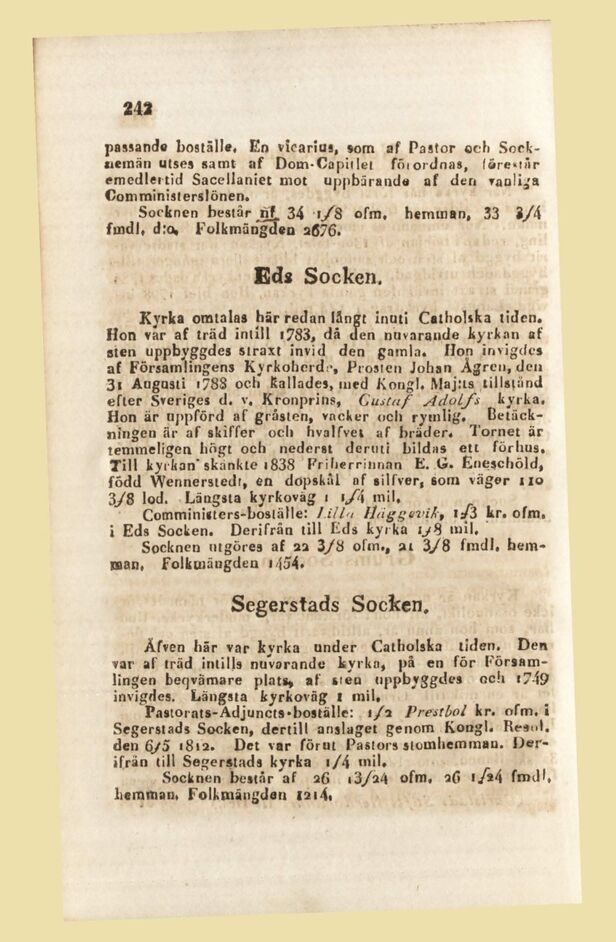 242
passande boställe. En vicarius, som af Pastor och Sock-
nemän utses samt af Dom-Capitlet förordnas, förestår
emedlertid Sacellaniet mot uppbärande af den vanliga
Comministerslönen.
Socknen består af 34 1/8 ofm. hemman, 33 3/4
fmdl. d:o. Folkmängden 2676.
Eds Socken.
Kyrka omtalas här redan långt inuti Catholska tiden.
Hon var af träd intill 1783, då den nuvarande kyrkan af
sten uppbyggdes straxt invid den gamla. Hon invigdes
af Församlingens Kyrkoherde, Prosten Johan Ågren, den
31 Augusti 1788 och kallades, med Kongl. Maj:ts tillstånd
efter Sveriges d. v. Kronprins, Gustaf Adolfs kyrka.
Hon är uppförd af gråsten, vacker och rymlig. Betäck-
ningen är af skiffer och hvalfvet af bräder. Tornet är
temmeligen högt och nederst deruti bildas ett förhus.
Till kyrkan skänkte 1838 Friherrinnan E. G. Eneschöld,
född Wennerstedt, en dopskål af silfver, som väger 110
3/8 lod. Längsta kyrkoväg 1 1/4 mil.
Comministers-boställe: Lilla Häggevik, 1/3 kr. ofm.
i Eds Socken. Derifrån till Eds kyrka 1/8 mil.
Socknen utgöres af 22 3/8 ofm., 21 3/8 fmdl. hem-
man. Folkmängden 1454.
Segerstads Socken.
Äfven här var kyrka under Catholska tiden. Den
var af träd intills nuvarande kyrka, på en för Försam-
lingen beqvämare plats, af sten uppbyggdes och 1749
invigdes. Längsta kyrkoväg 1 mil.
Pastorats-Adjuncts-boställe: 1/2 Prestbol kr. ofm. i
Segerstads Socken, dertill anslaget genom Kongl. Resol.
den 6/5 1812. Det var förut Pastors stomhemman. Der-
ifrån till Segerstads kyrka 1/4 mil.
Socknen består af 26 13/24 ofm. 26 1/24 fmdl.
hemman. Folkmängden 1214.